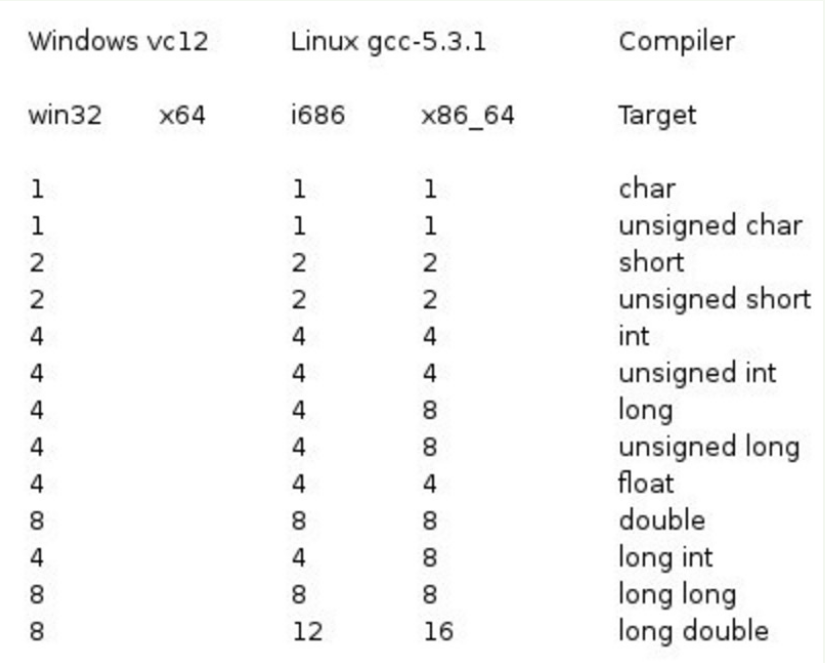 Windows vc12 Linux gcc-5.3.1 Compiler
win32 x64 i686 x86_64 Target
1 1 1 char
1 1 1 unsigned char
2 2 2 short
2 2 2 unsigned short
4 4 4 int
4 4 4 unsigned int
4 4 8 long
4 4 8 unsigned long
4 4 4 float
8 8 8 double
4 4 8 long int
8 8 8 long long
8 12 16 long double